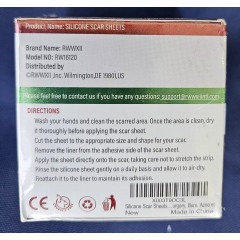 Product Name: SILICONE SCAR SHEETS
Brand Name: RWWXII
Model NO: RW16120
Distributed by
©RWWXII Inc. Wilmington,DE 19801,US
Feel free to contact us if you have any questions,
DIRECTIONS
Wash your hands and clean the scarred area. Once the area is clean, dry
it thoroughly before applying the scar sheet.
Cut the sheet to the appropriate size and shape for your scar.
Remove the liner from the adhesive side of the sheet.
Apply the sheet directly onto the scar, taking care not to stretch the strip.
Rinse the silicone sheet gently on a daily basis and allow it to air dry.
Reattach it to the liner to maintain its adhesion.
Silicone Scar Sheets
New
Made in China